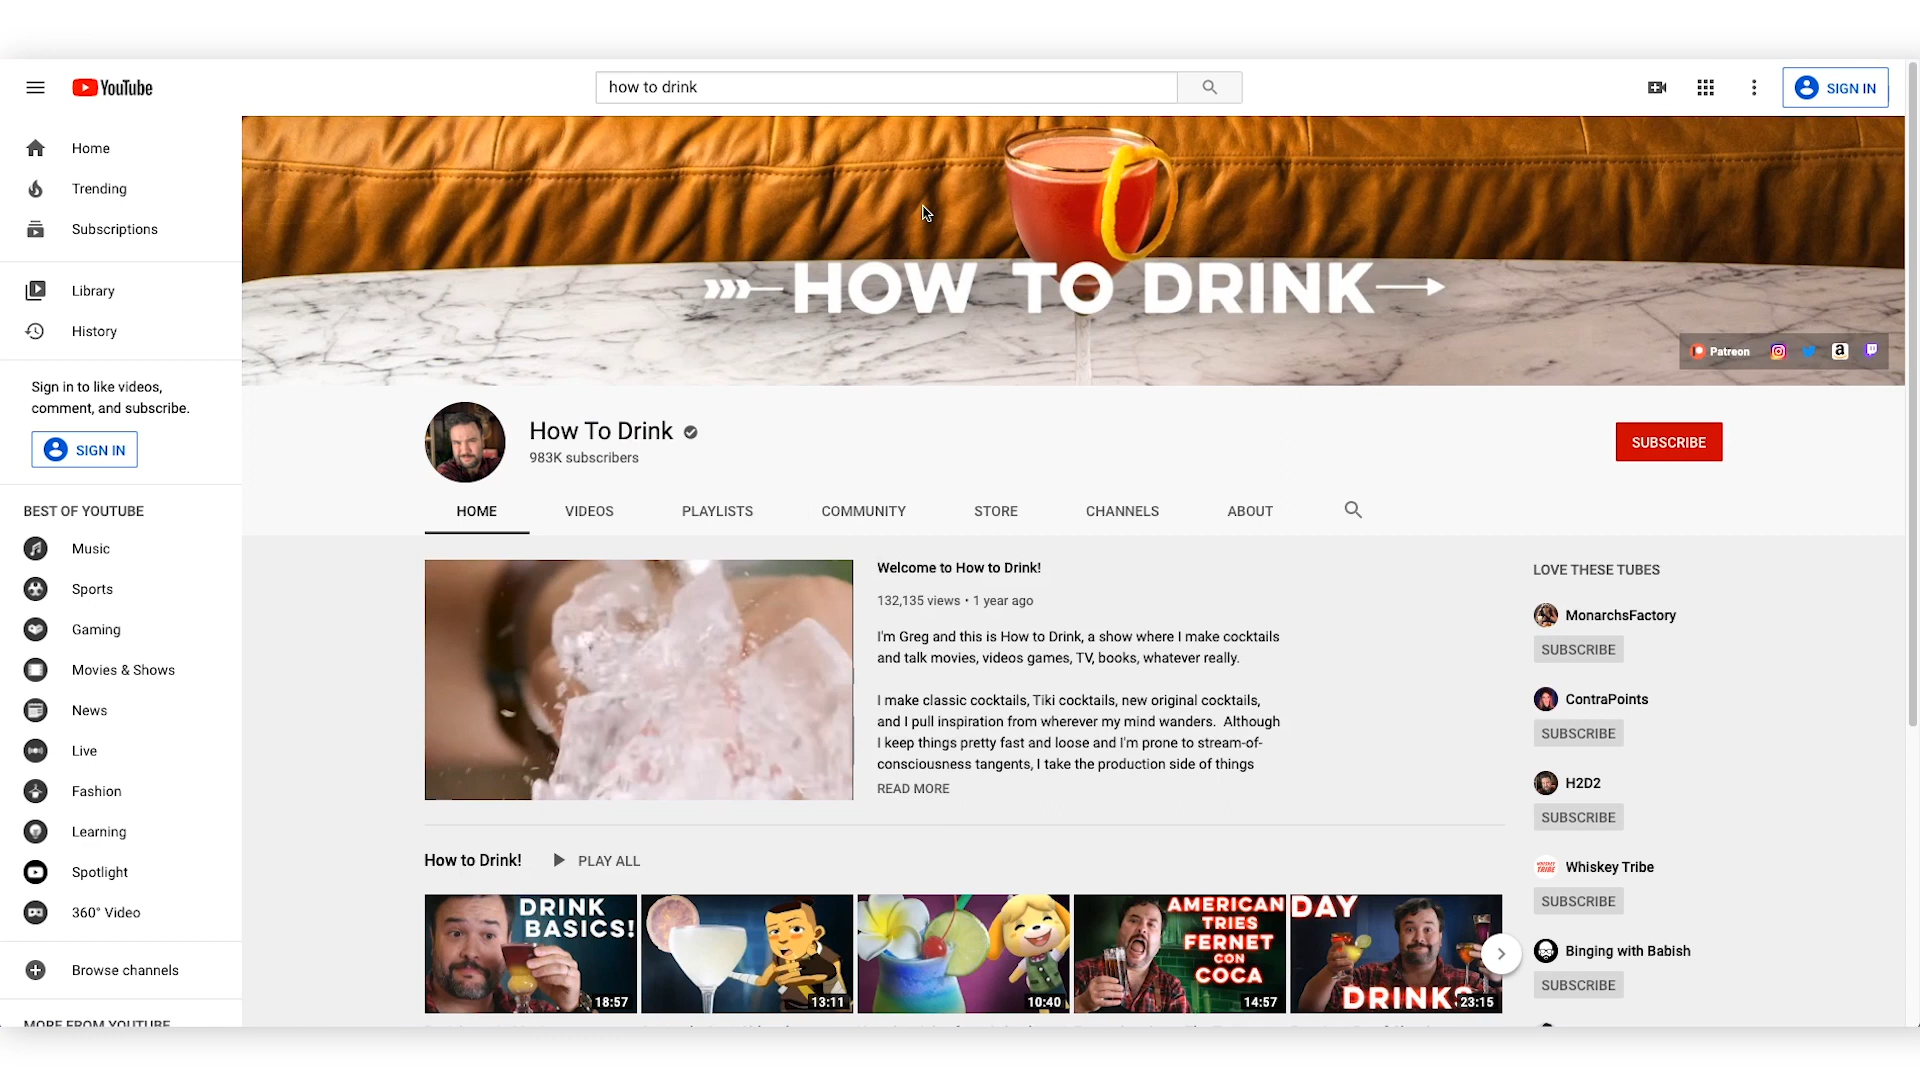 YouTube
how to drink
SIGN IN
Home
Trending
Subscriptions
Library
History
Sign in to like videos,
comment, and subscribe.
SIGN IN
BEST OF YOUTUBE
Music
Sports
Gaming
Movies & Shows
News
Live
Fashion
Learning
Spotlight
360° Video
Browse channels
MORE FROM YOUTUBE
HOW TO DRINK
Patreon
How To Drink
983K subscribers
SUBSCRIBE
HOME
VIDEOS
PLAYLISTS
COMMUNITY
STORE
CHANNELS
ABOUT
Welcome to How to Drink!
132,135 views • 1 year ago
I'm Greg and this is How to Drink, a show where I make cocktails
and talk movies, videos games, TV, books, whatever really.
I make classic cocktails, Tiki cocktails, new original cocktails,
and I pull inspiration from wherever my mind wanders. Although
I keep things pretty fast and loose and I'm prone to stream-of-
consciousness tangents, I take the production side of things
READ MORE
How to Drink!
PLAY ALL
DRINK
BASICS!
18:57
13:11
10:40
AMERICAN
TRIES
FERNET
CON
COCA
14:57
DAY
DRINKS
23:15
LOVE THESE TUBES
MonarchsFactory
SUBSCRIBE
ContraPoints
SUBSCRIBE
H2D2
SUBSCRIBE
WHISKEY
TRIBE
Whiskey Tribe
SUBSCRIBE
Binging with Babish
SUBSCRIBE